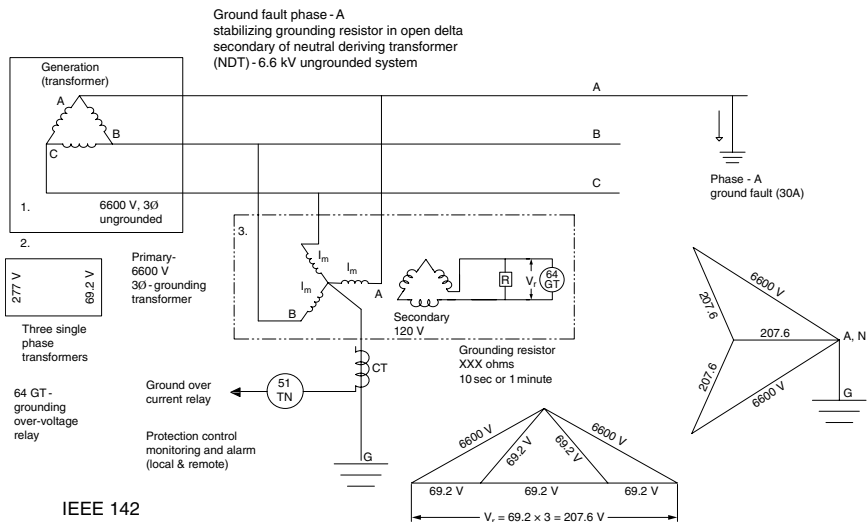 Ground fault phase - A
stabilizing grounding resistor in open delta
secondary of neutral deriving transformer
(NDT) - 6.6 kV ungrounded system
Generation
(transformer)
A
B
C
A
B
C
6600 V, 3Ø
ungrounded
1.
Phase - A
ground fault (30A)
2.
277 V
69.2 V
Three single
phase
transformers
Primary-
6600 V
3Ø - grounding
transformer
3.
Im
Im
Im
A
B
Secondary
120 V
R
Vr
64
GT
Grounding resistor
XXX ohms
10 sec or 1 minute
64 GT -
grounding
over-voltage
relay
Ground over
current relay
51
TN
CT
G
Protection control
monitoring and alarm
(local & remote)
6600 V
207.6
207.6
207.6
6600 V
A, N
G
6600 V
69.2 V
69.2 V
6600 V
69.2 V
69.2 V
69.2 V
Vr = 69.2 × 3 = 207.6 V
IEEE 142